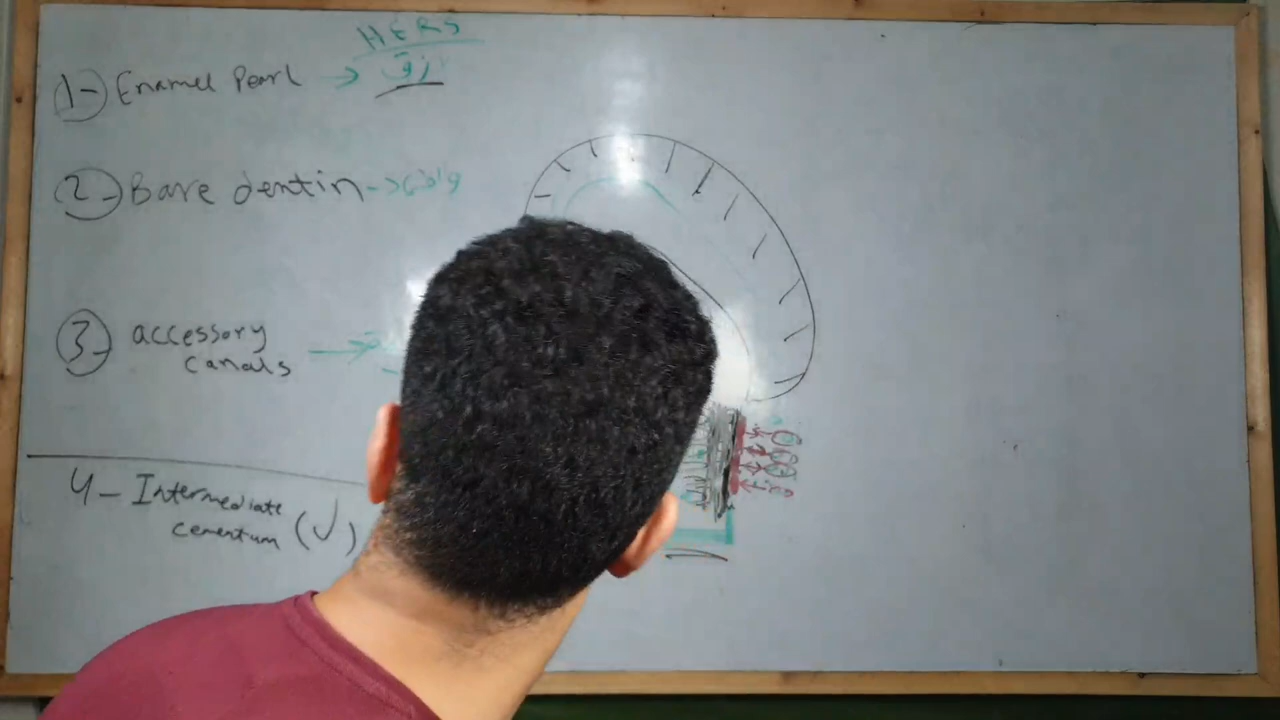 HERS
1- Enamel Pearl →
2- Bare dentin →
3- accessory
canals →
4- Intermediate
cementum (✓)